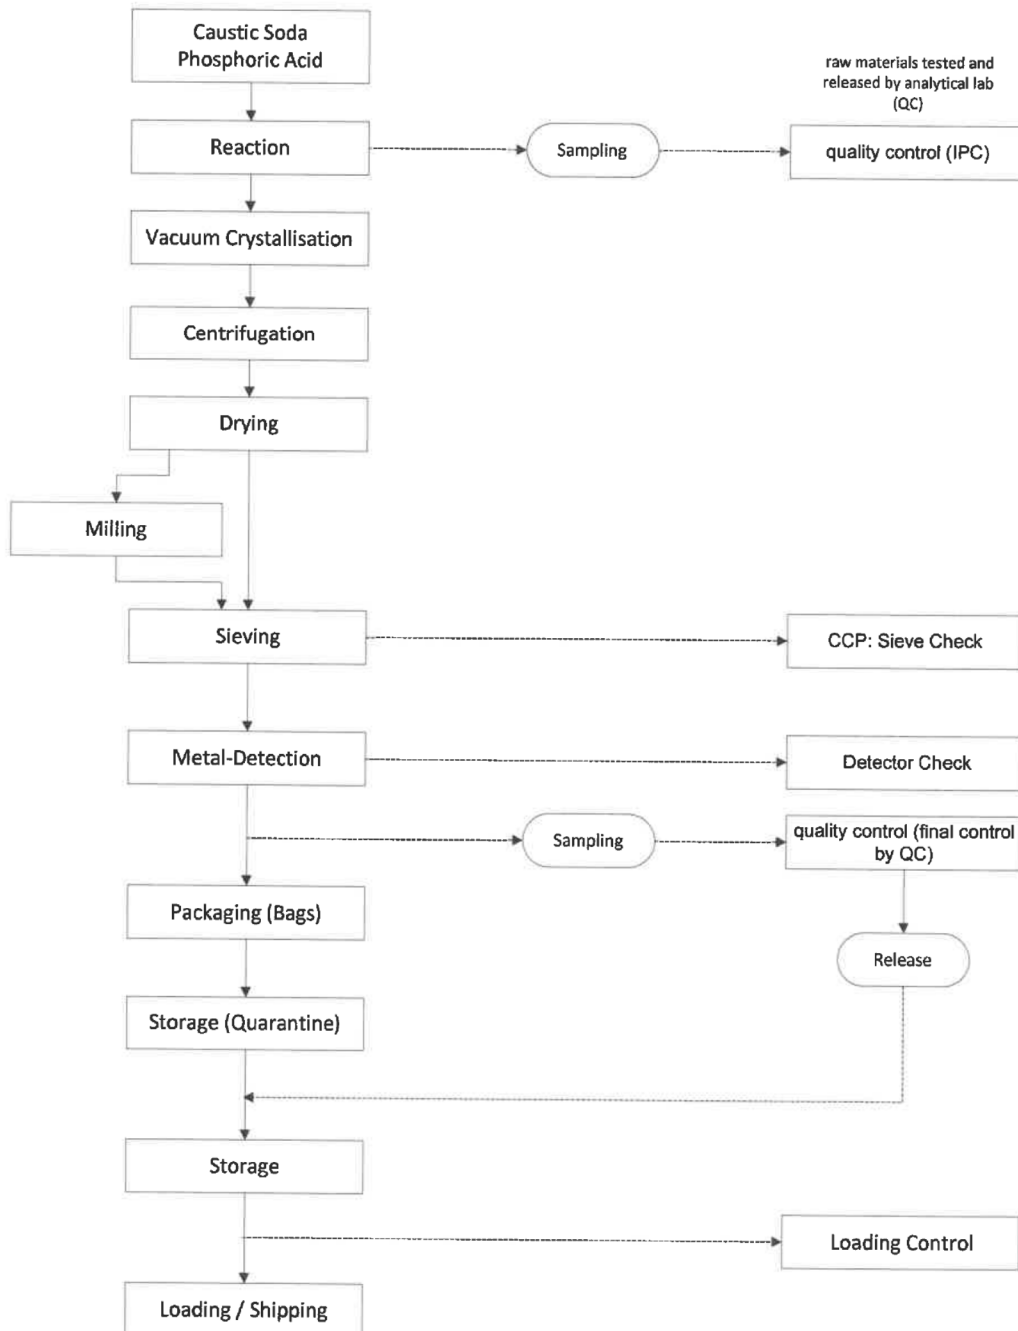 Caustic Soda
Phosphoric Acid
raw materials tested and
released by analytical lab
(QC)
Reaction
Sampling
quality control (IPC)
Vacuum Crystallisation
Centrifugation
Drying
Milling
Sieving
CCP: Sieve Check
Metal-Detection
Detector Check
Sampling
quality control (final control
by QC)
Packaging (Bags)
Release
Storage (Quarantine)
Storage
Loading Control
Loading / Shipping